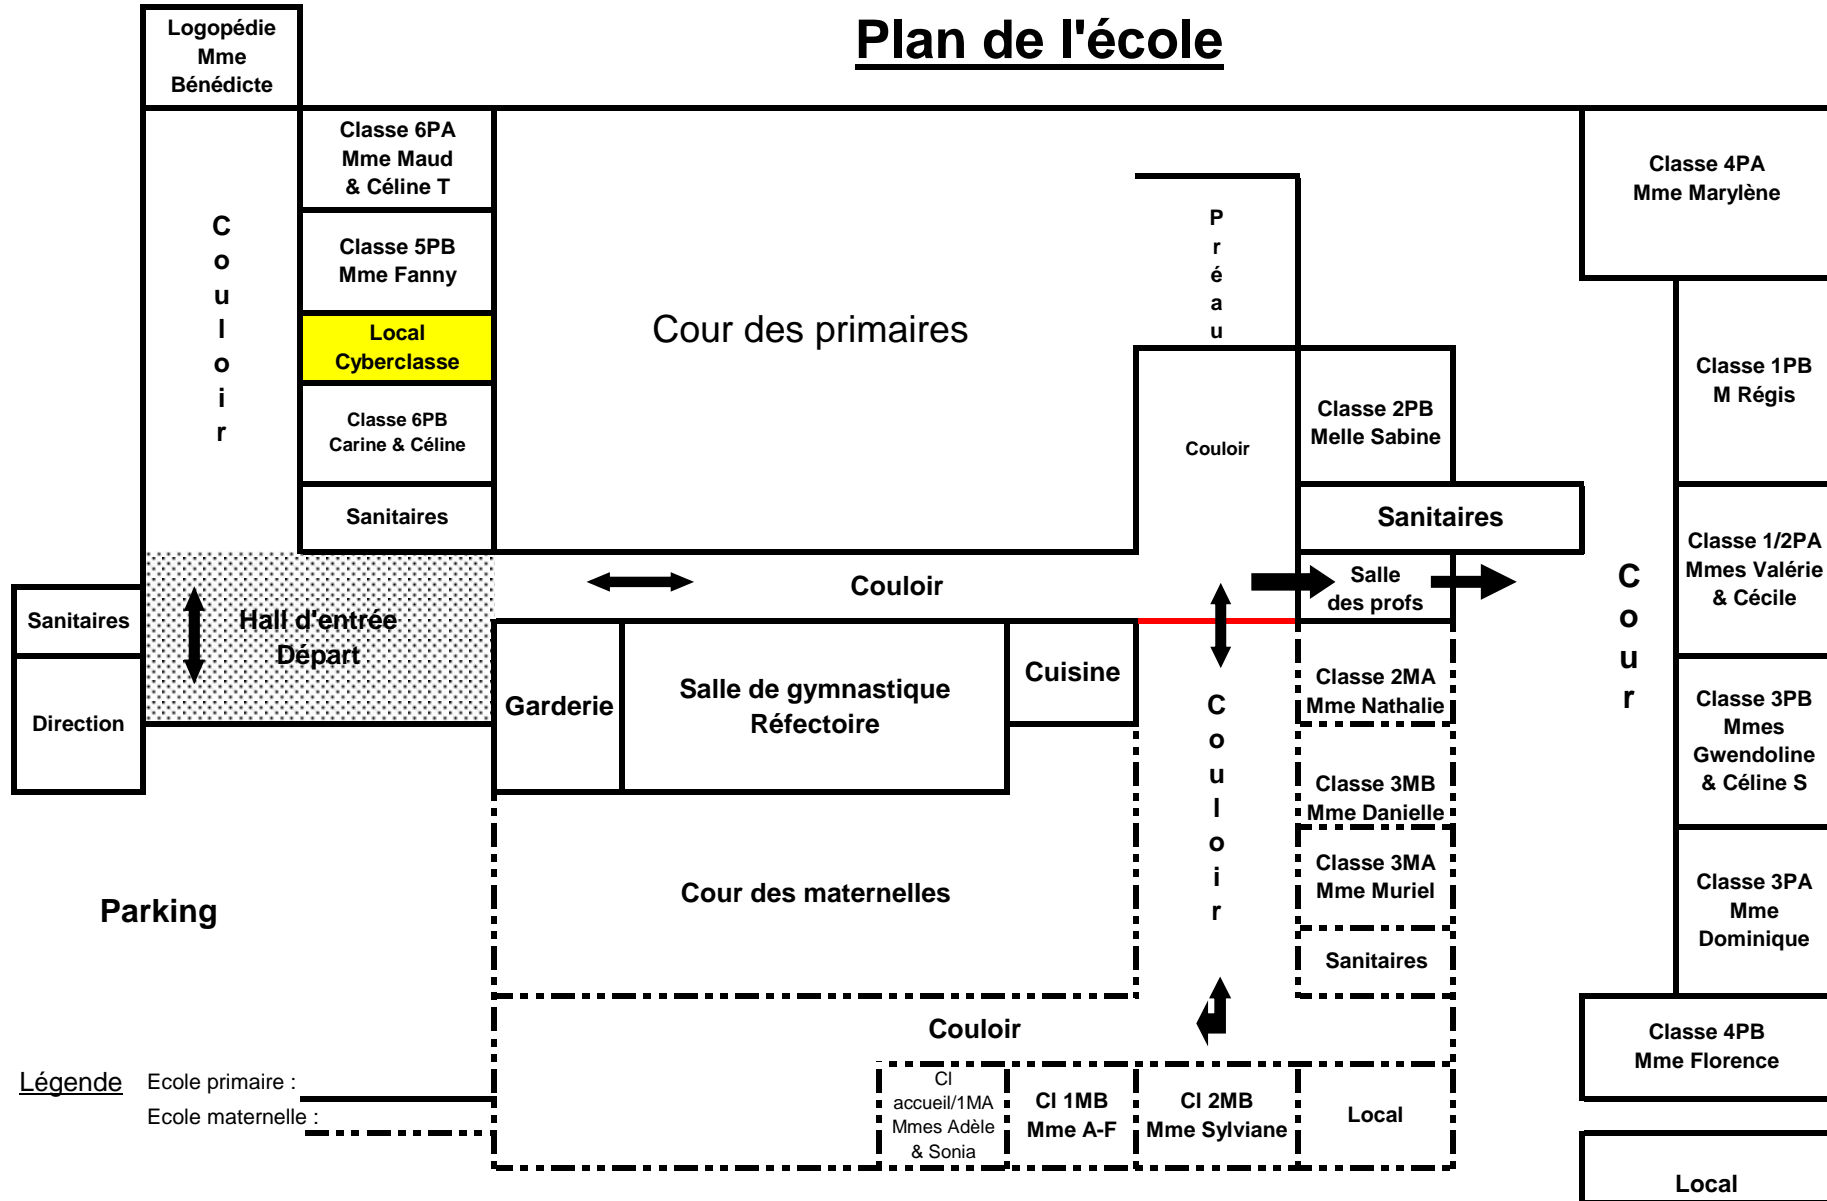 Plan de l'école
Logopédie
Mme
Bénédicte
Couloir
Classe 6PA
Mme Maud
& Céline T
Classe 5PB
Mme Fanny
Local
Cyberclasse
Classe 6PB
Carine & Céline
Sanitaires
Cour des primaires
Préau
Couloir
Classe 2PB
Melle Sabine
Sanitaires
Classe 4PA
Mme Marylène
Classe 1PB
M Régis
Classe 1/2PA
Mmes Valérie
& Cécile
Classe 3PB
Mmes
Gwendoline
& Céline S
Classe 3PA
Mme
Dominique
Classe 4PB
Mme Florence
Local
Cour
Sanitaires
Direction
Hall d'entrée
Départ
Couloir
Salle
des profs
Garderie
Salle de gymnastique
Réfectoire
Cuisine
Couloir
Classe 2MA
Mme Nathalie
Classe 3MB
Mme Danielle
Classe 3MA
Mme Muriel
Sanitaires
Parking
Cour des maternelles
Couloir
Cl
accueil/1MA
Mmes Adèle
& Sonia
Cl 1MB
Mme A-F
Cl 2MB
Mme Sylviane
Local
Légende
Ecole primaire :
Ecole maternelle :